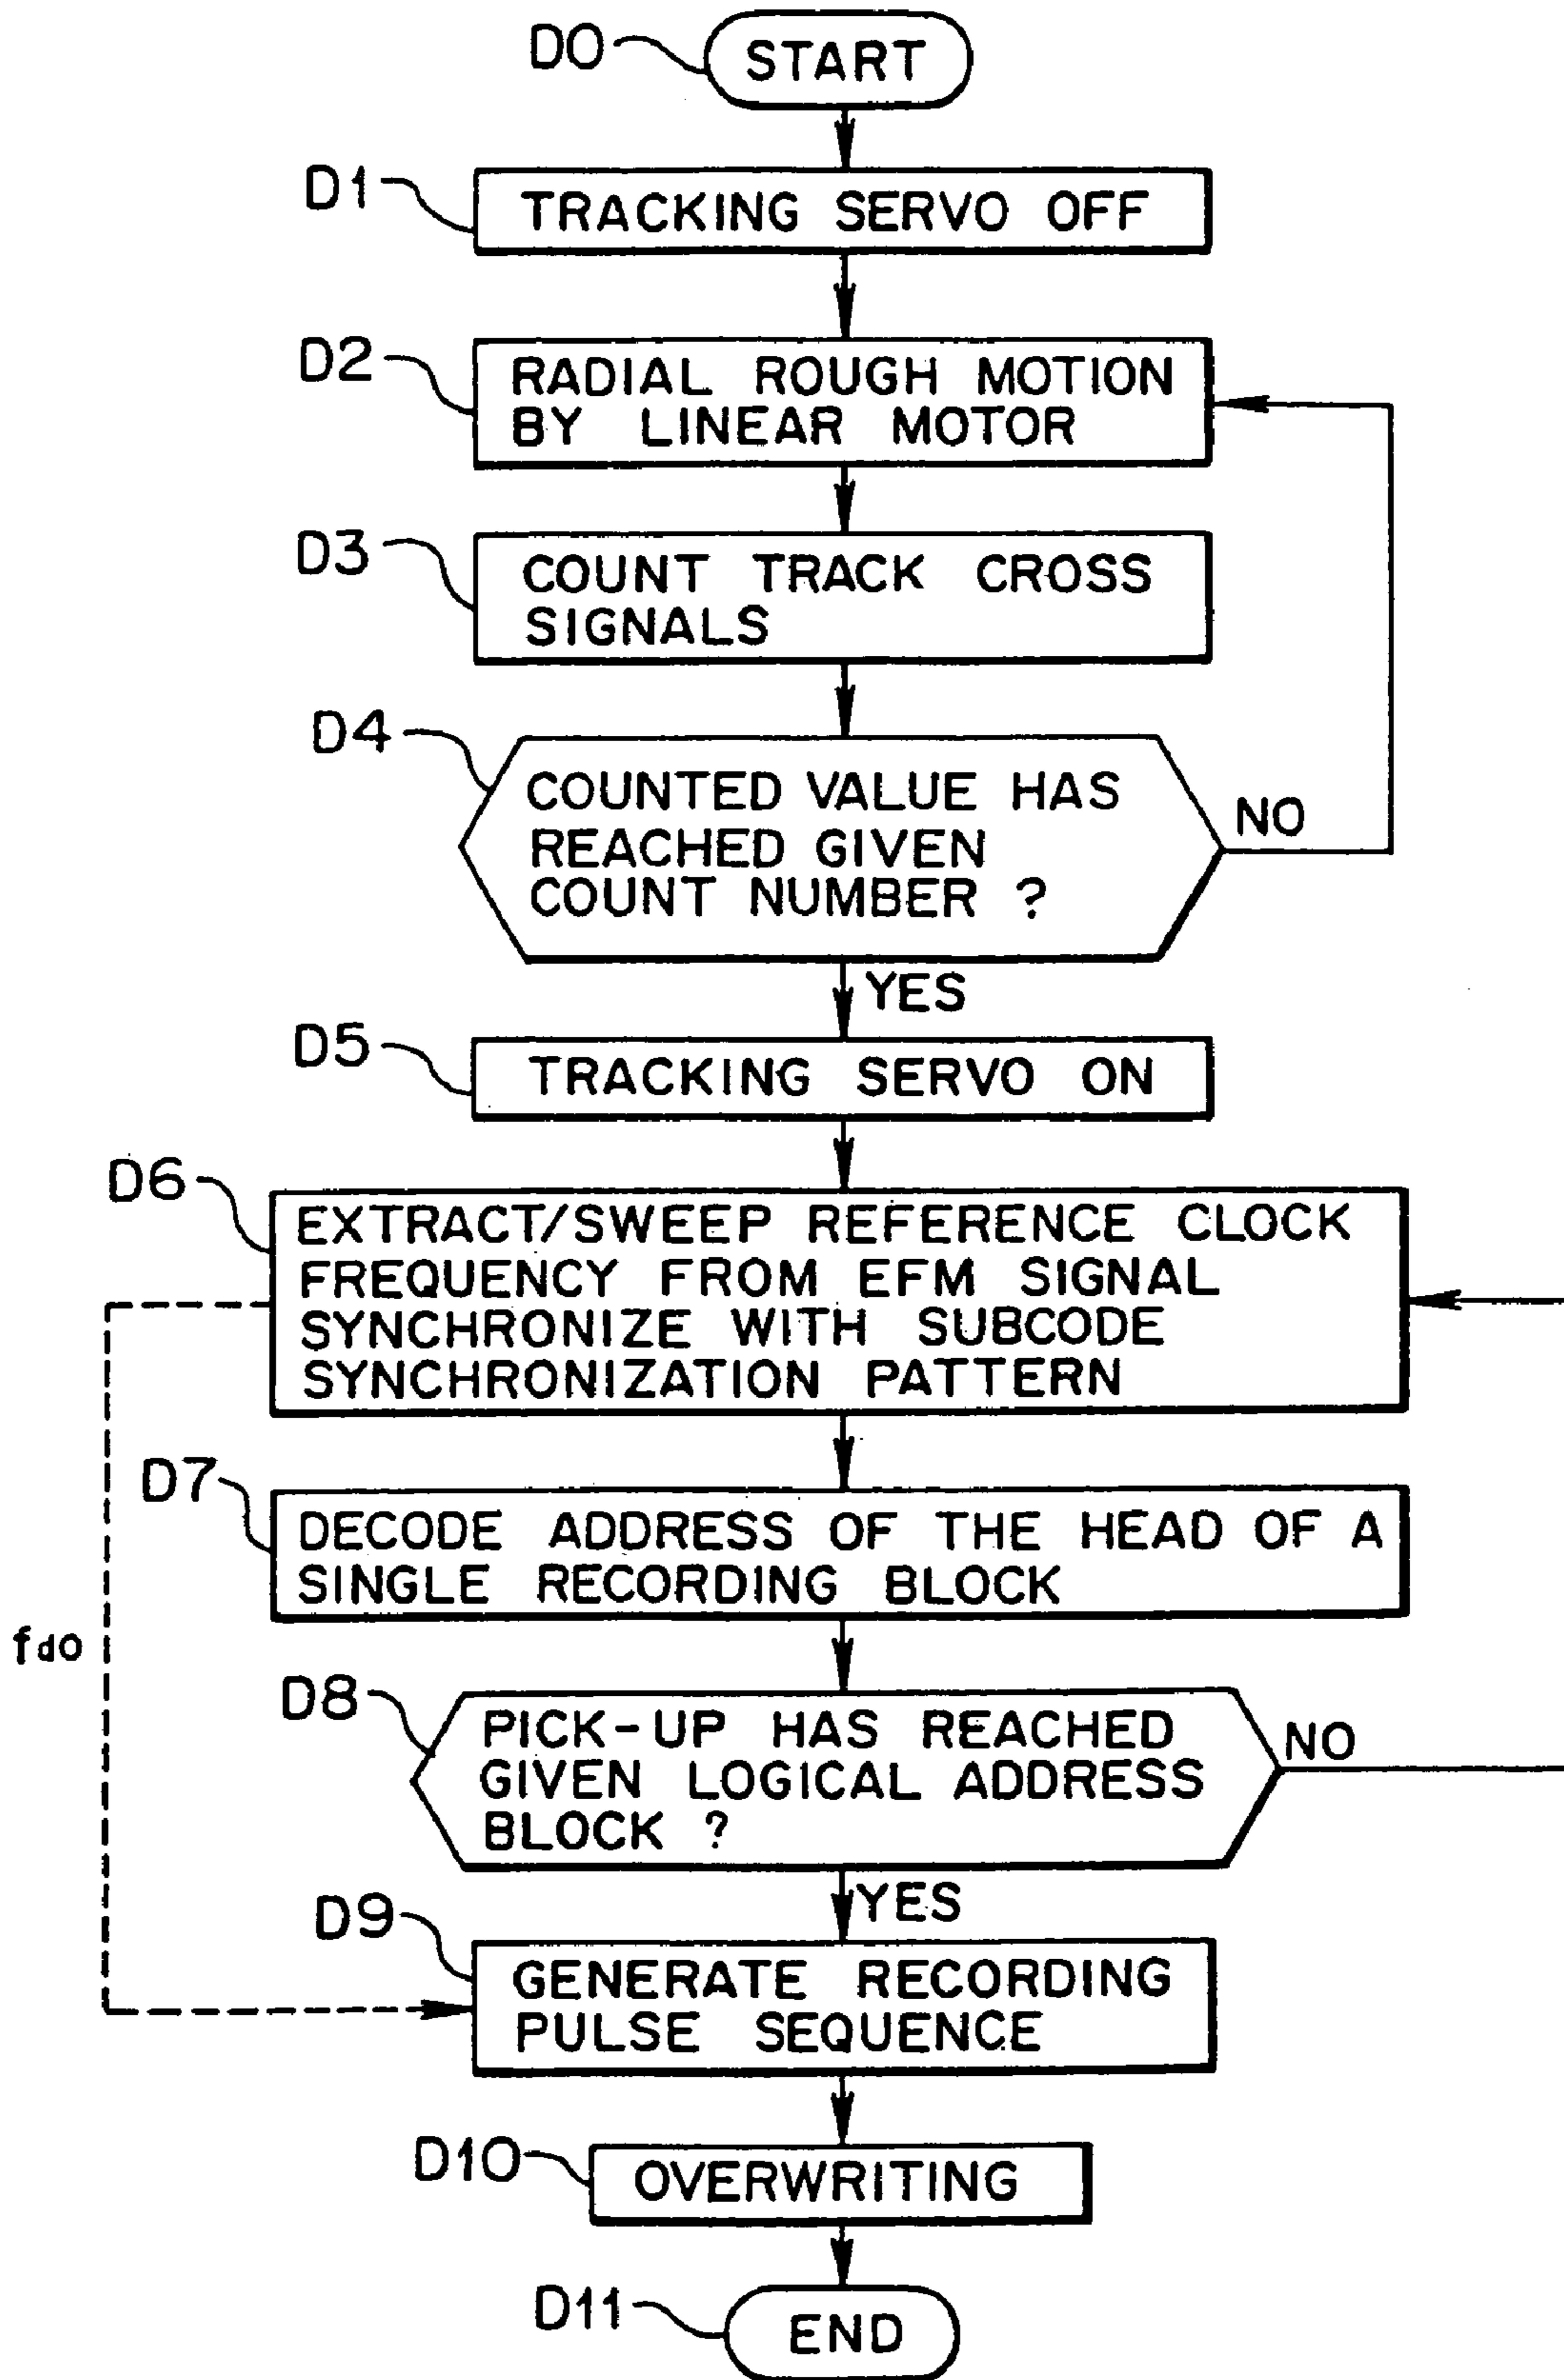 D0
START
D1
TRACKING SERVO OFF
D2
RADIAL ROUGH MOTION
BY LINEAR MOTOR
D3
COUNT TRACK CROSS
SIGNALS
D4
COUNTED VALUE HAS
REACHED GIVEN
COUNT NUMBER ?
NO
YES
D5
TRACKING SERVO ON
D6
EXTRACT/SWEEP REFERENCE CLOCK
FREQUENCY FROM EFM SIGNAL
SYNCHRONIZE WITH SUBCODE
SYNCHRONIZATION PATTERN
D7
DECODE ADDRESS OF THE HEAD OF A
SINGLE RECORDING BLOCK
fdo
D8
PICK-UP HAS REACHED
GIVEN LOGICAL ADDRESS
BLOCK ?
NO
YES
D9
GENERATE RECORDING
PULSE SEQUENCE
D10
OVERWRITING
D11
END